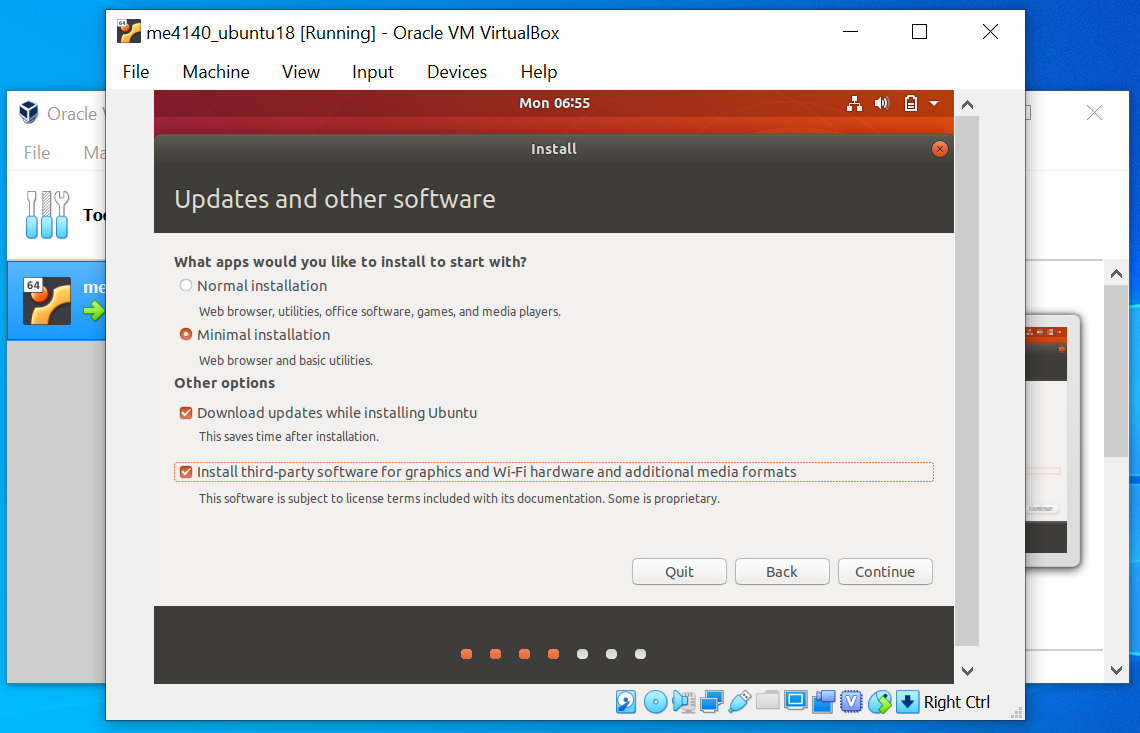 64
me4140_ubuntu18 [Running] - Oracle VM VirtualBox
File Machine View Input Devices Help
Oracle
File
Mon 06:55
Install
Updates and other software
What apps would you like to install to start with?
Normal installation
Web browser, utilities, office software, games, and media players.
Minimal installation
Web browser and basic utilities.
Other options
Download updates while installing Ubuntu
This saves time after installation.
Install third-party software for graphics and Wi-Fi hardware and additional media formats
This software is subject to license terms included with its documentation. Some is proprietary.
Quit Back Continue
64
me
V
Right Ctrl
Continue